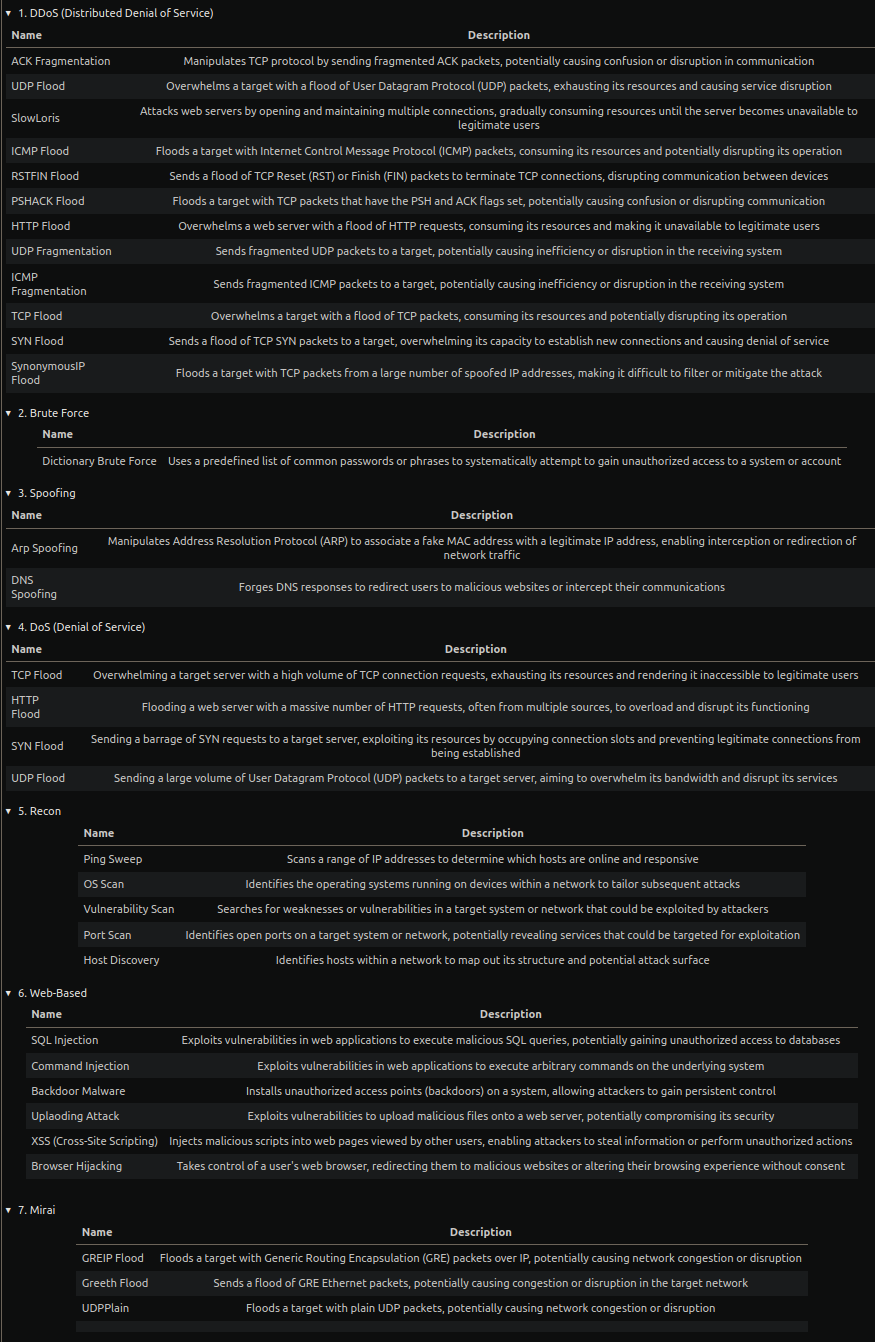 ▼ 1. DDoS (Distributed Denial of Service)
Name Description
ACK Fragmentation Manipulates TCP protocol by sending fragmented ACK packets, potentially causing confusion or disruption in communication
UDP Flood Overwhelms a target with a flood of User Datagram Protocol (UDP) packets, exhausting its resources and causing service disruption
SlowLoris Attacks web servers by opening and maintaining multiple connections, gradually consuming resources until the server becomes unavailable to
legitimate users
ICMP Flood Floods a target with Internet Control Message Protocol (ICMP) packets, consuming its resources and potentially disrupting its operation
RSTFIN Flood Sends a flood of TCP Reset (RST) or Finish (FIN) packets to terminate TCP connections, disrupting communication between devices
PSHACK Flood Floods a target with TCP packets that have the PSH and ACK flags set, potentially causing confusion or disrupting communication
HTTP Flood Overwhelms a web server with a flood of HTTP requests, consuming its resources and making it unavailable to legitimate users
UDP Fragmentation Sends fragmented UDP packets to a target, potentially causing inefficiency or disruption in the receiving system
ICMP
Fragmentation Sends fragmented ICMP packets to a target, potentially causing inefficiency or disruption in the receiving system
TCP Flood Overwhelms a target with a flood of TCP packets, consuming its resources and potentially disrupting its operation
SYN Flood Sends a flood of TCP SYN packets to a target, overwhelming its capacity to establish new connections and causing denial of service
SynonymousIP
Flood Floods a target with TCP packets from a large number of spoofed IP addresses, making it difficult to filter or mitigate the attack
▼ 2. Brute Force
Name Description
Dictionary Brute Force Uses a predefined list of common passwords or phrases to systematically attempt to gain unauthorized access to a system or account
▼ 3. Spoofing
Name Description
Arp Spoofing Manipulates Address Resolution Protocol (ARP) to associate a fake MAC address with a legitimate IP address, enabling interception or redirection of
network traffic
DNS
Spoofing Forges DNS responses to redirect users to malicious websites or intercept their communications
▼ 4. DoS (Denial of Service)
Name Description
TCP Flood Overwhelming a target server with a high volume of TCP connection requests, exhausting its resources and rendering it inaccessible to legitimate users
HTTP
Flood Flooding a web server with a massive number of HTTP requests, often from multiple sources, to overload and disrupt its functioning
SYN Flood Sending a barrage of SYN requests to a target server, exploiting its resources by occupying connection slots and preventing legitimate connections from
being established
UDP Flood Sending a large volume of User Datagram Protocol (UDP) packets to a target server, aiming to overwhelm its bandwidth and disrupt its services
▼ 5. Recon
Name Description
Ping Sweep Scans a range of IP addresses to determine which hosts are online and responsive
OS Scan Identifies the operating systems running on devices within a network to tailor subsequent attacks
Vulnerability Scan Searches for weaknesses or vulnerabilities in a target system or network that could be exploited by attackers
Port Scan Identifies open ports on a target system or network, potentially revealing services that could be targeted for exploitation
Host Discovery Identifies hosts within a network to map out its structure and potential attack surface
▼ 6. Web-Based
Name Description
SQL Injection Exploits vulnerabilities in web applications to execute malicious SQL queries, potentially gaining unauthorized access to databases
Command Injection Exploits vulnerabilities in web applications to execute arbitrary commands on the underlying system
Backdoor Malware Installs unauthorized access points (backdoors) on a system, allowing attackers to gain persistent control
Uplaoding Attack Exploits vulnerabilities to upload malicious files onto a web server, potentially compromising its security
XSS (Cross-Site Scripting) Injects malicious scripts into web pages viewed by other users, enabling attackers to steal information or perform unauthorized actions
Browser Hijacking Takes control of a user's web browser, redirecting them to malicious websites or altering their browsing experience without consent
▼ 7. Mirai
Name Description
GREIP Flood Floods a target with Generic Routing Encapsulation (GRE) packets over IP, potentially causing network congestion or disruption
Greeth Flood Sends a flood of GRE Ethernet packets, potentially causing congestion or disruption in the target network
UDPPlain Floods a target with plain UDP packets, potentially causing network congestion or disruption